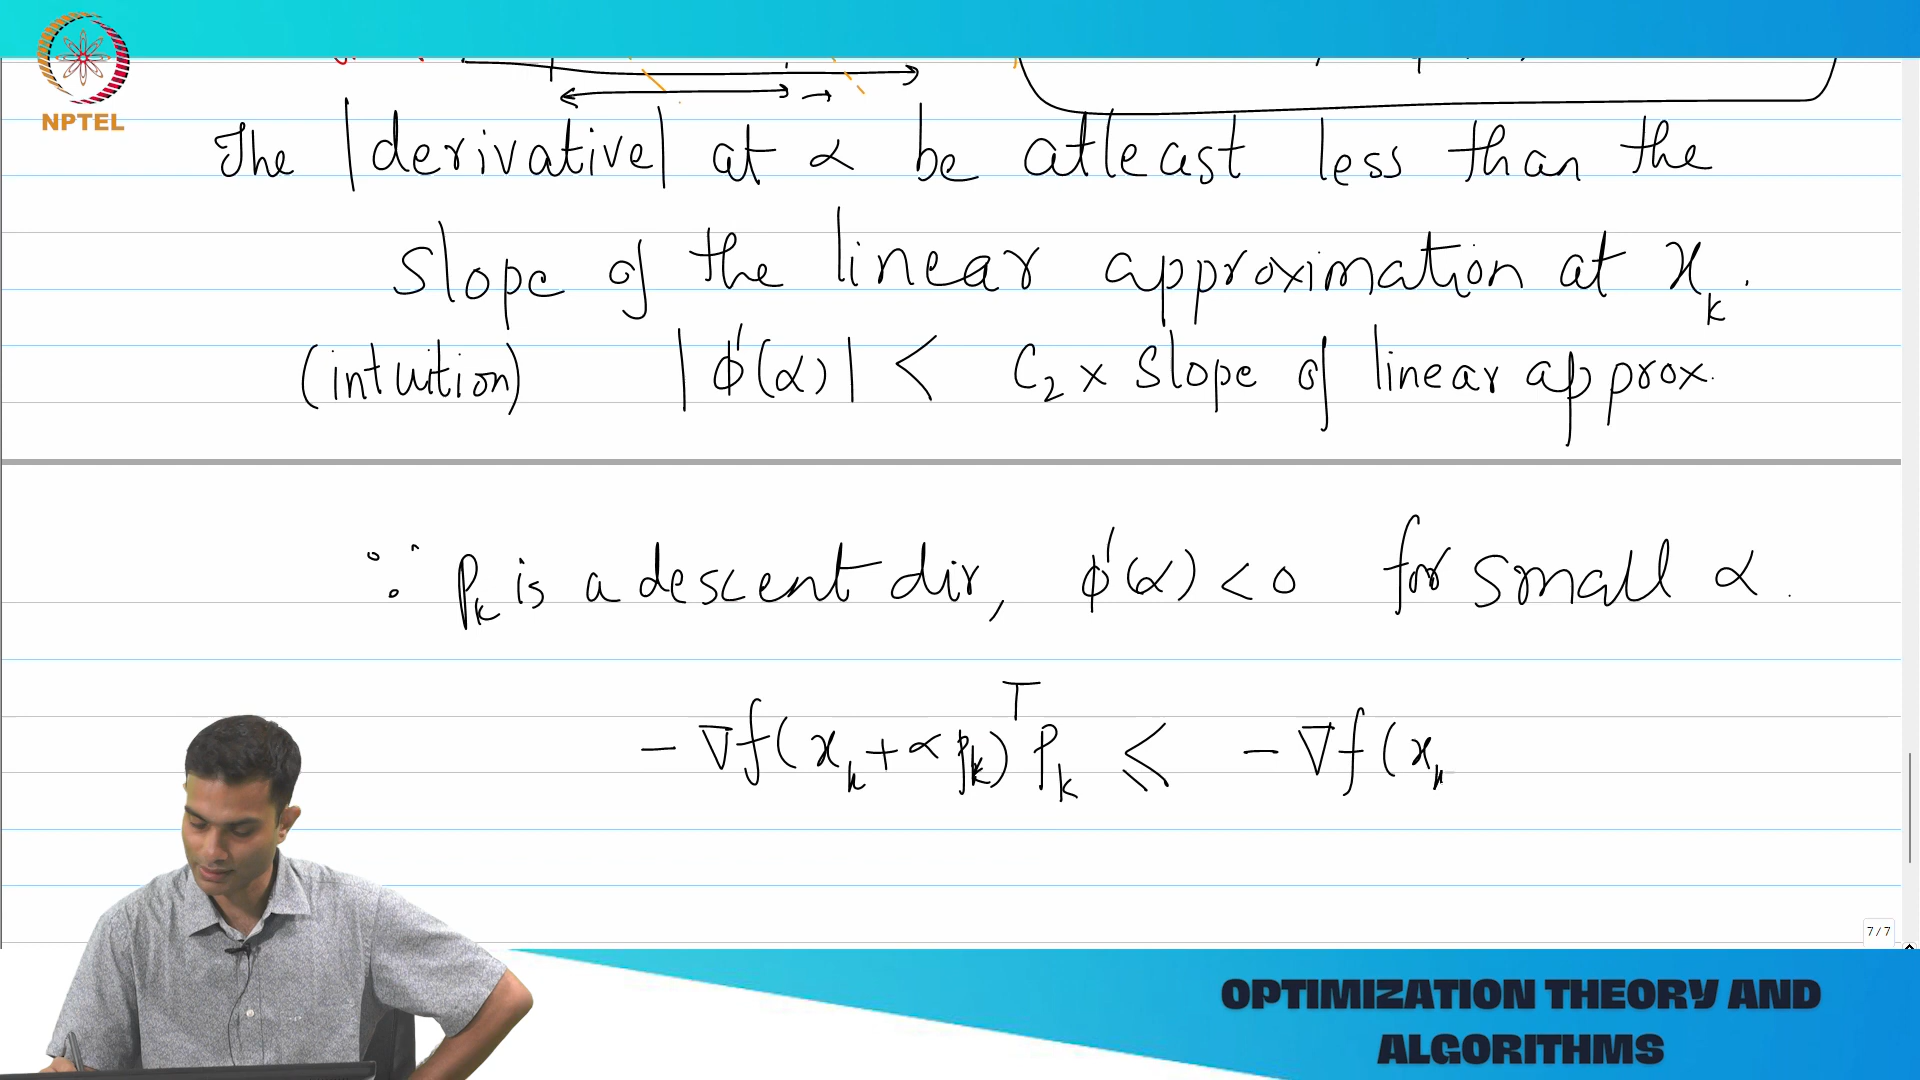 NPTEL
The |derivative| at α be atleast less than the
slope of the linear approximation at x_k.
(intuition) |ϕ'(α)| < C₂ × slope of linear approx.
∵ p_k is a descent dir, ϕ'(α) < 0 for small α.
- ∇f(x_k + α p_k)ᵀ p_k ≤ - ∇f(x_k
7/7
OPTIMIZATION THEORY AND
ALGORITHMS